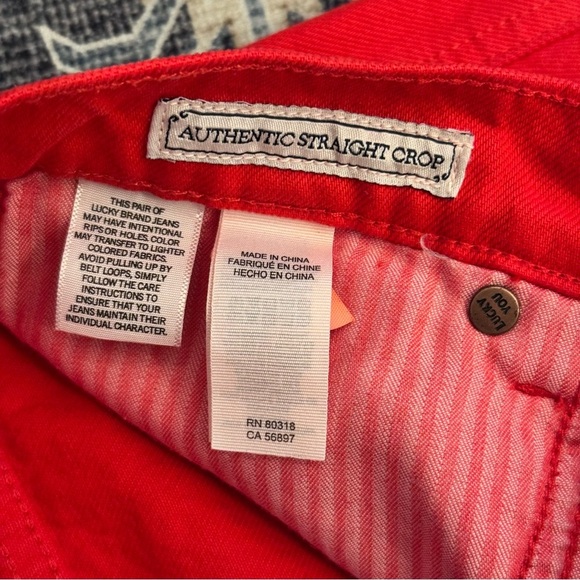 AUTHENTIC STRAIGHT CROP
THIS PAIR OF
LUCKY BRAND JEANS
MAY HAVE INTENTIONAL
RIPS OR HOLES. COLOR
MAY TRANSFER TO LIGHTER
COLORED FABRICS.
AVOID PULLING UP BY
BELT LOOPS, SIMPLY
FOLLOW THE CARE
INSTRUCTIONS TO
ENSURE THAT YOUR
JEANS MAINTAIN THEIR
INDIVIDUAL CHARACTER.
MADE IN CHINA
FABRIQUÉ EN CHINE
HECHO EN CHINA
RN 80318
CA 56897
LUCKY
YOU